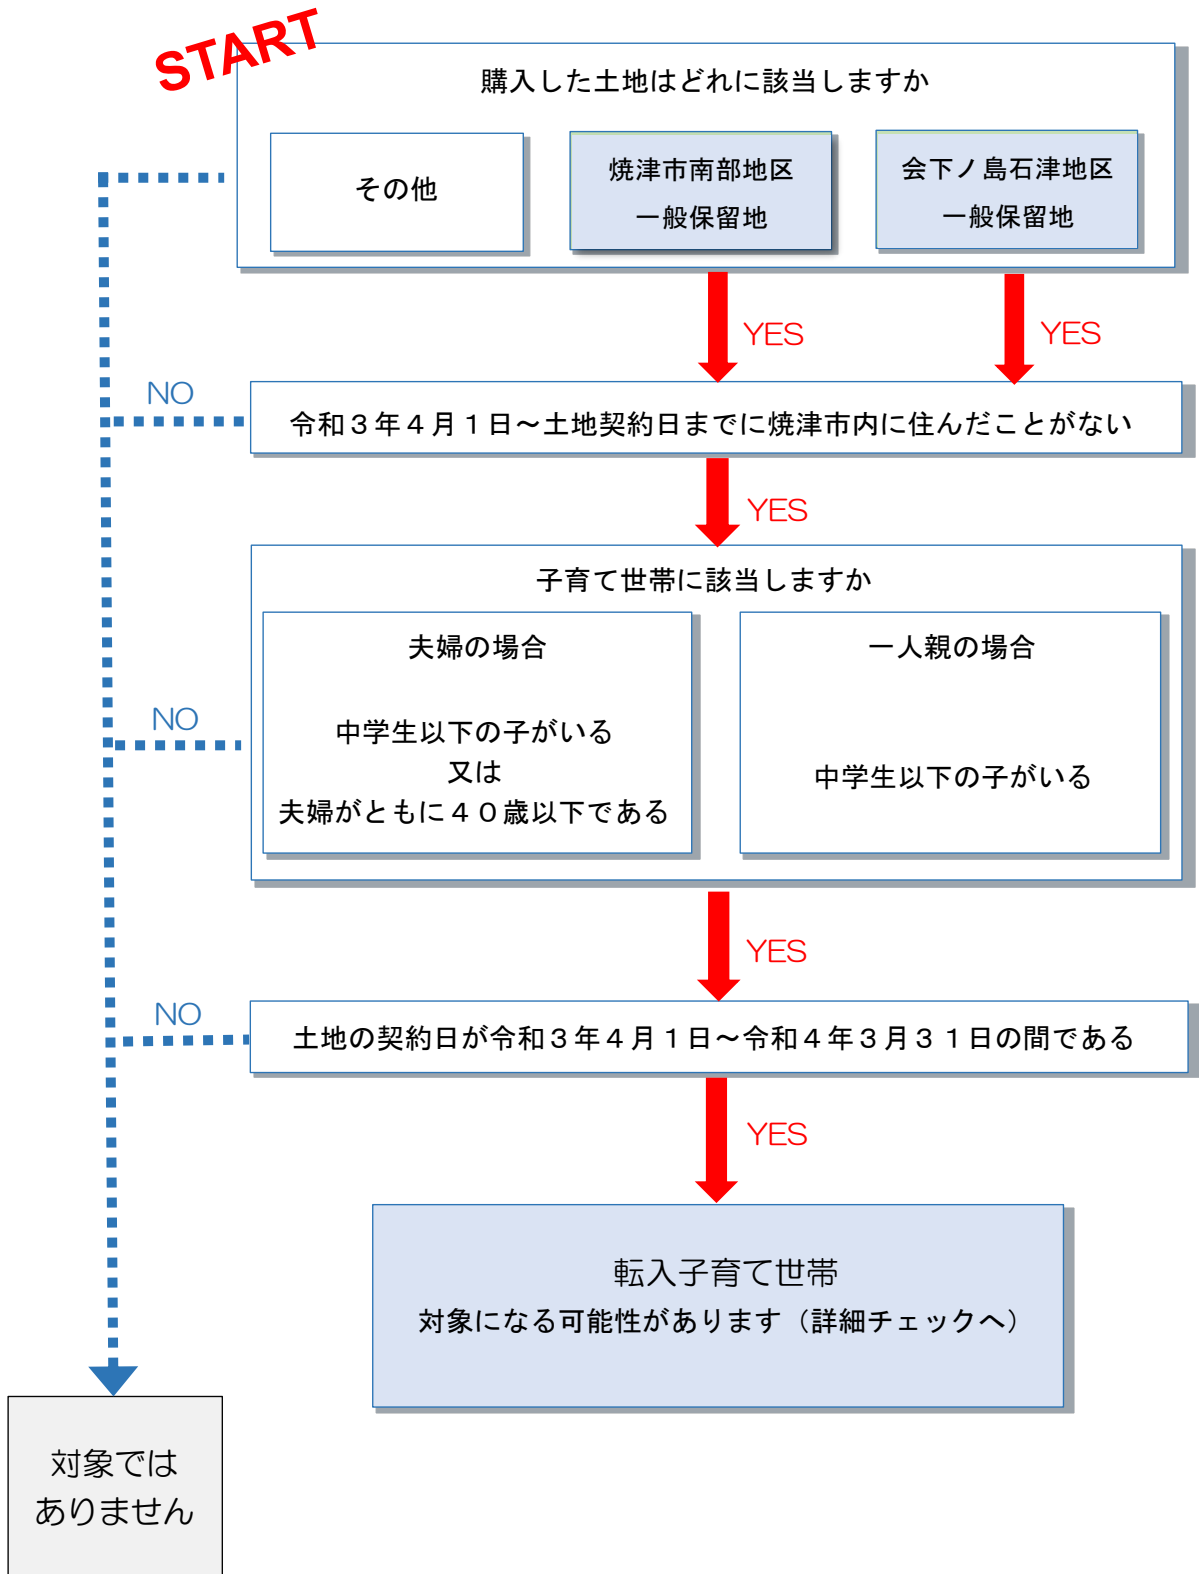 START
購入した土地はどれに該当しますか
その他
焼津市南部地区
一般保留地
会下ノ島石津地区
一般保留地
YES
YES
NO
令和３年４月１日～土地契約日までに焼津市内に住んだことがない
YES
子育て世帯に該当しますか
夫婦の場合
中学生以下の子がいる
又は
夫婦がともに４０歳以下である
一人親の場合
中学生以下の子がいる
NO
YES
NO
土地の契約日が令和３年４月１日～令和４年３月３１日の間である
YES
転入子育て世帯
対象になる可能性があります（詳細チェックへ）
対象では
ありません